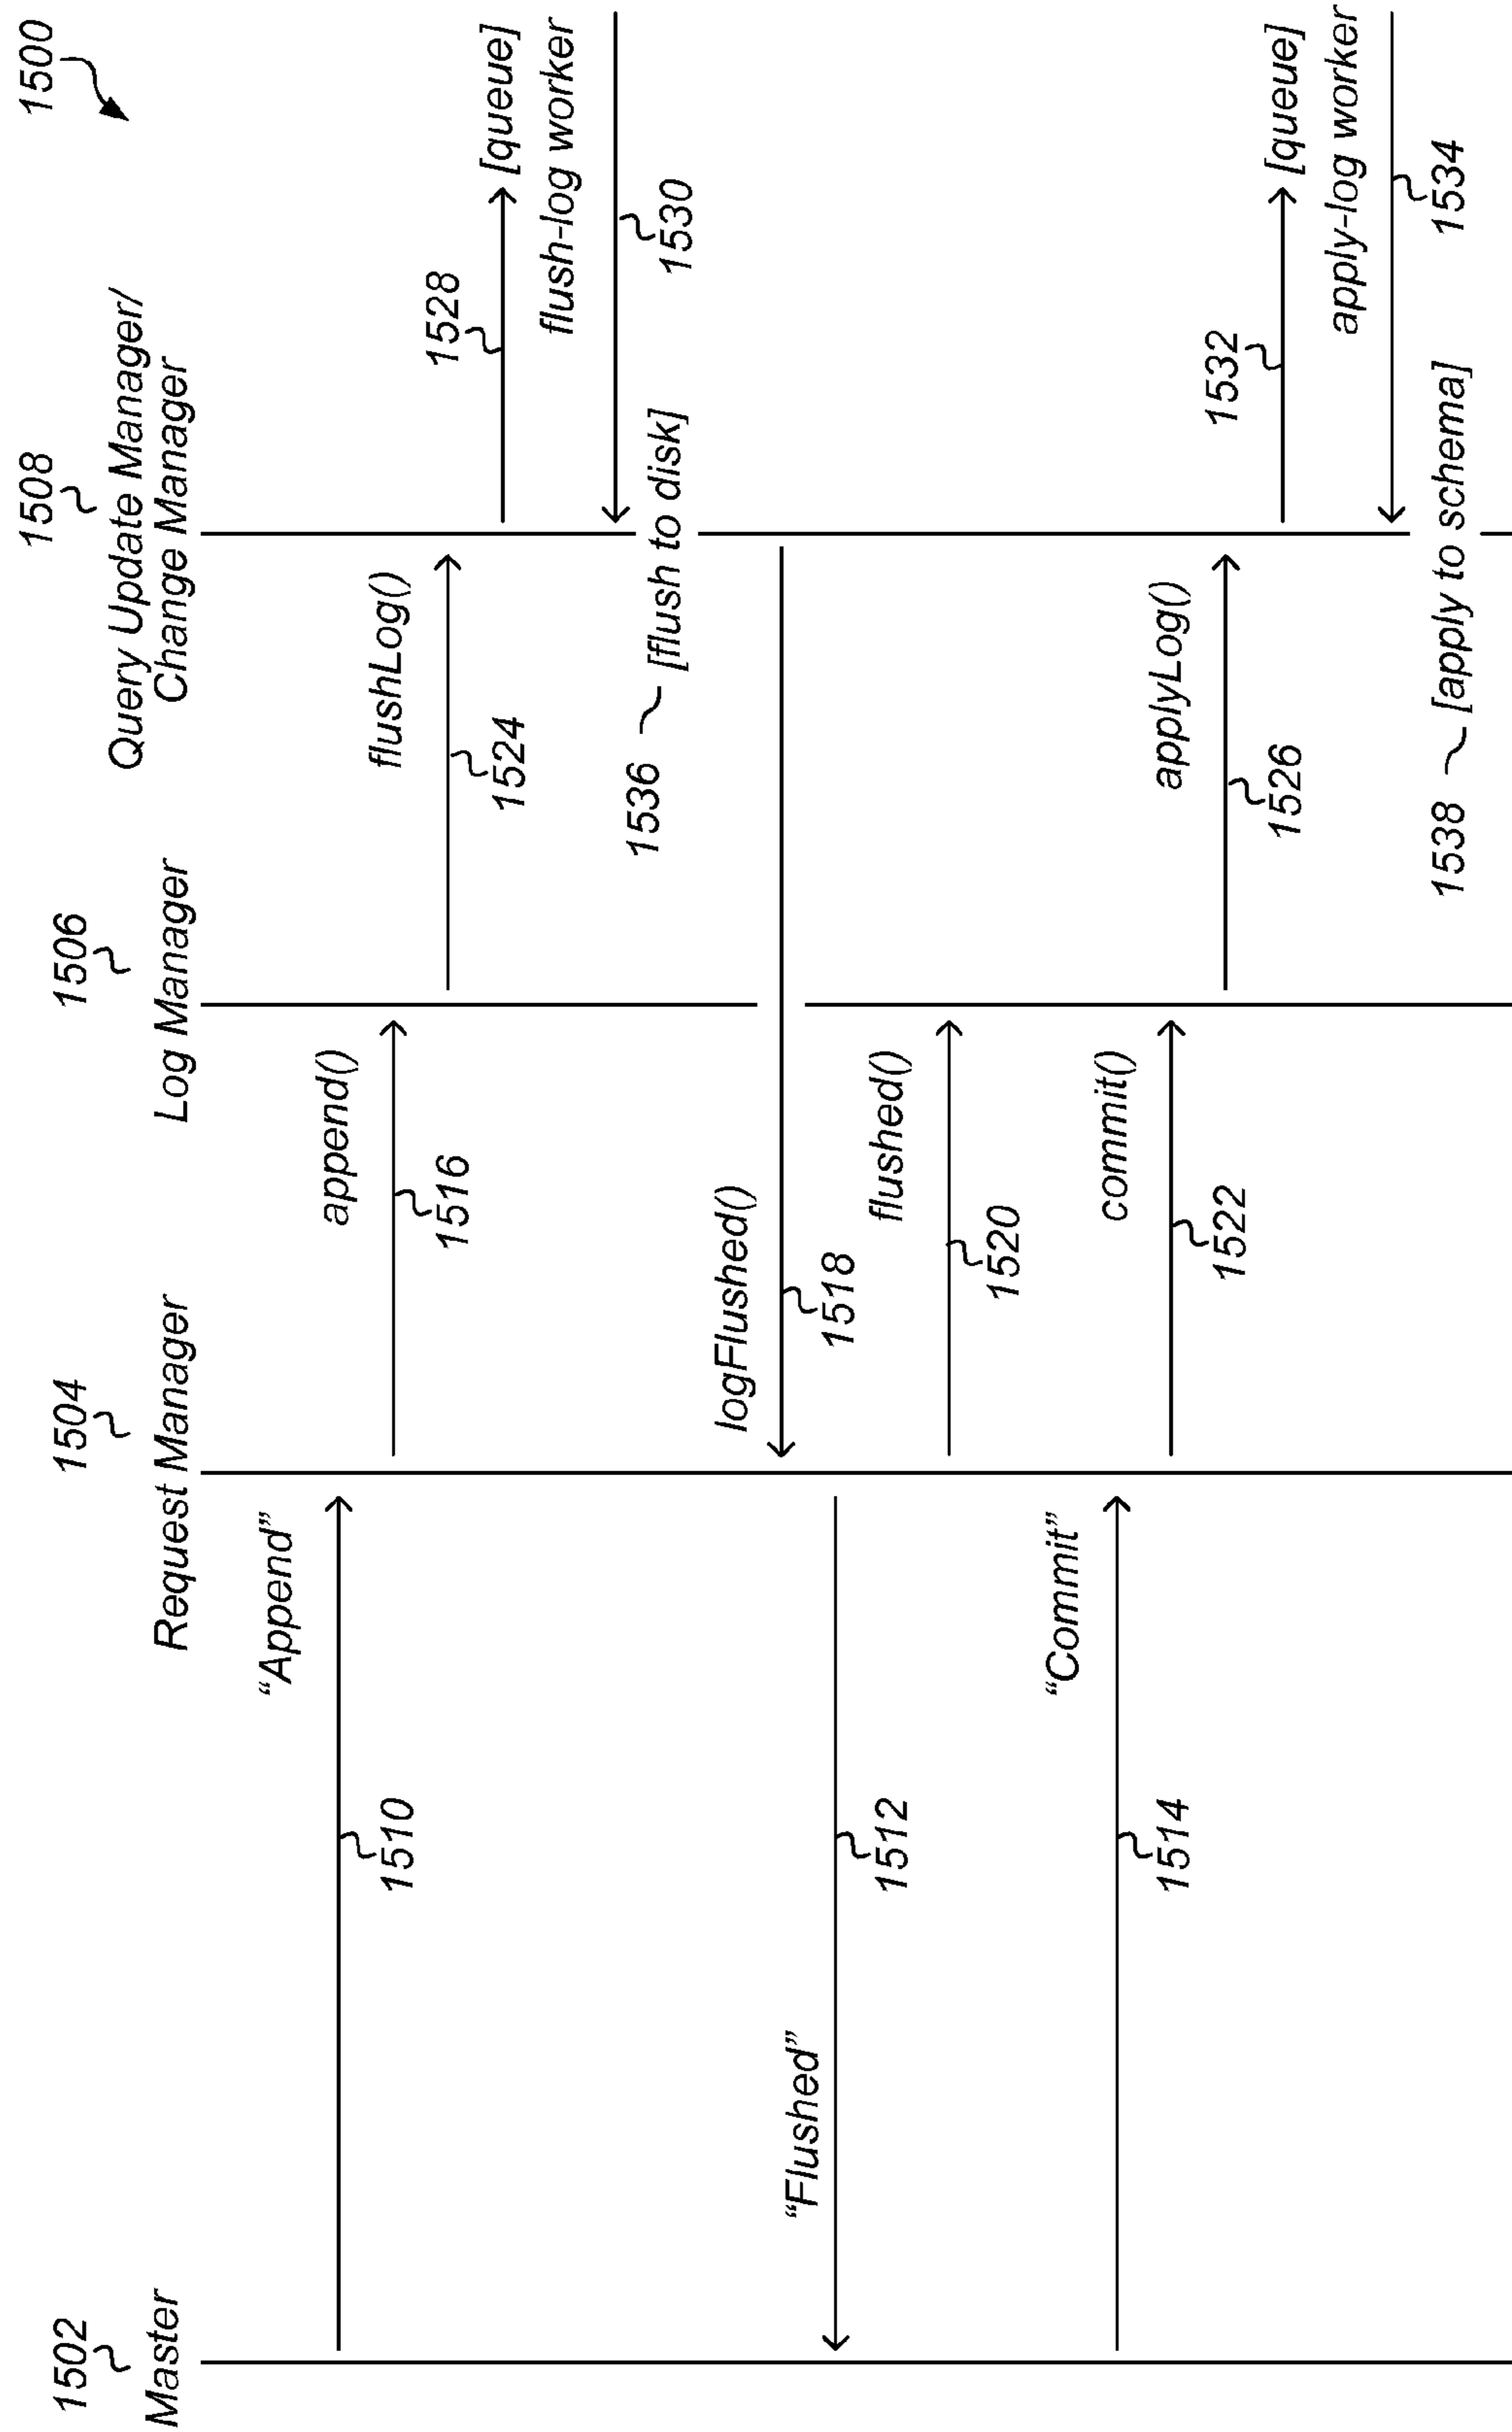 1500
1502
Master
1504
Request Manager
1506
Log Manager
1508
Query Update Manager/
Change Manager
"Append"
1510
append()
1516
flushLog()
1524
1528
[queue]
flush-log worker
1530
1536
[flush to disk]
logFlushed()
1518
"Flushed"
1512
flushed()
1520
"Commit"
1514
commit()
1522
applyLog()
1526
1532
[queue]
apply-log worker
1534
1538
[apply to schema]